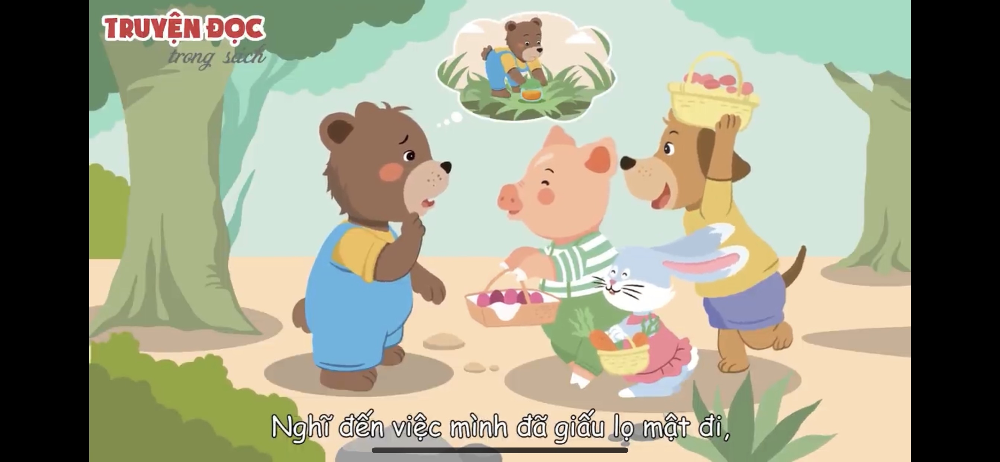 TRUYỆN ĐỌC
trong sách
Nghĩ đến việc mình đã giấu lọ mật đi,